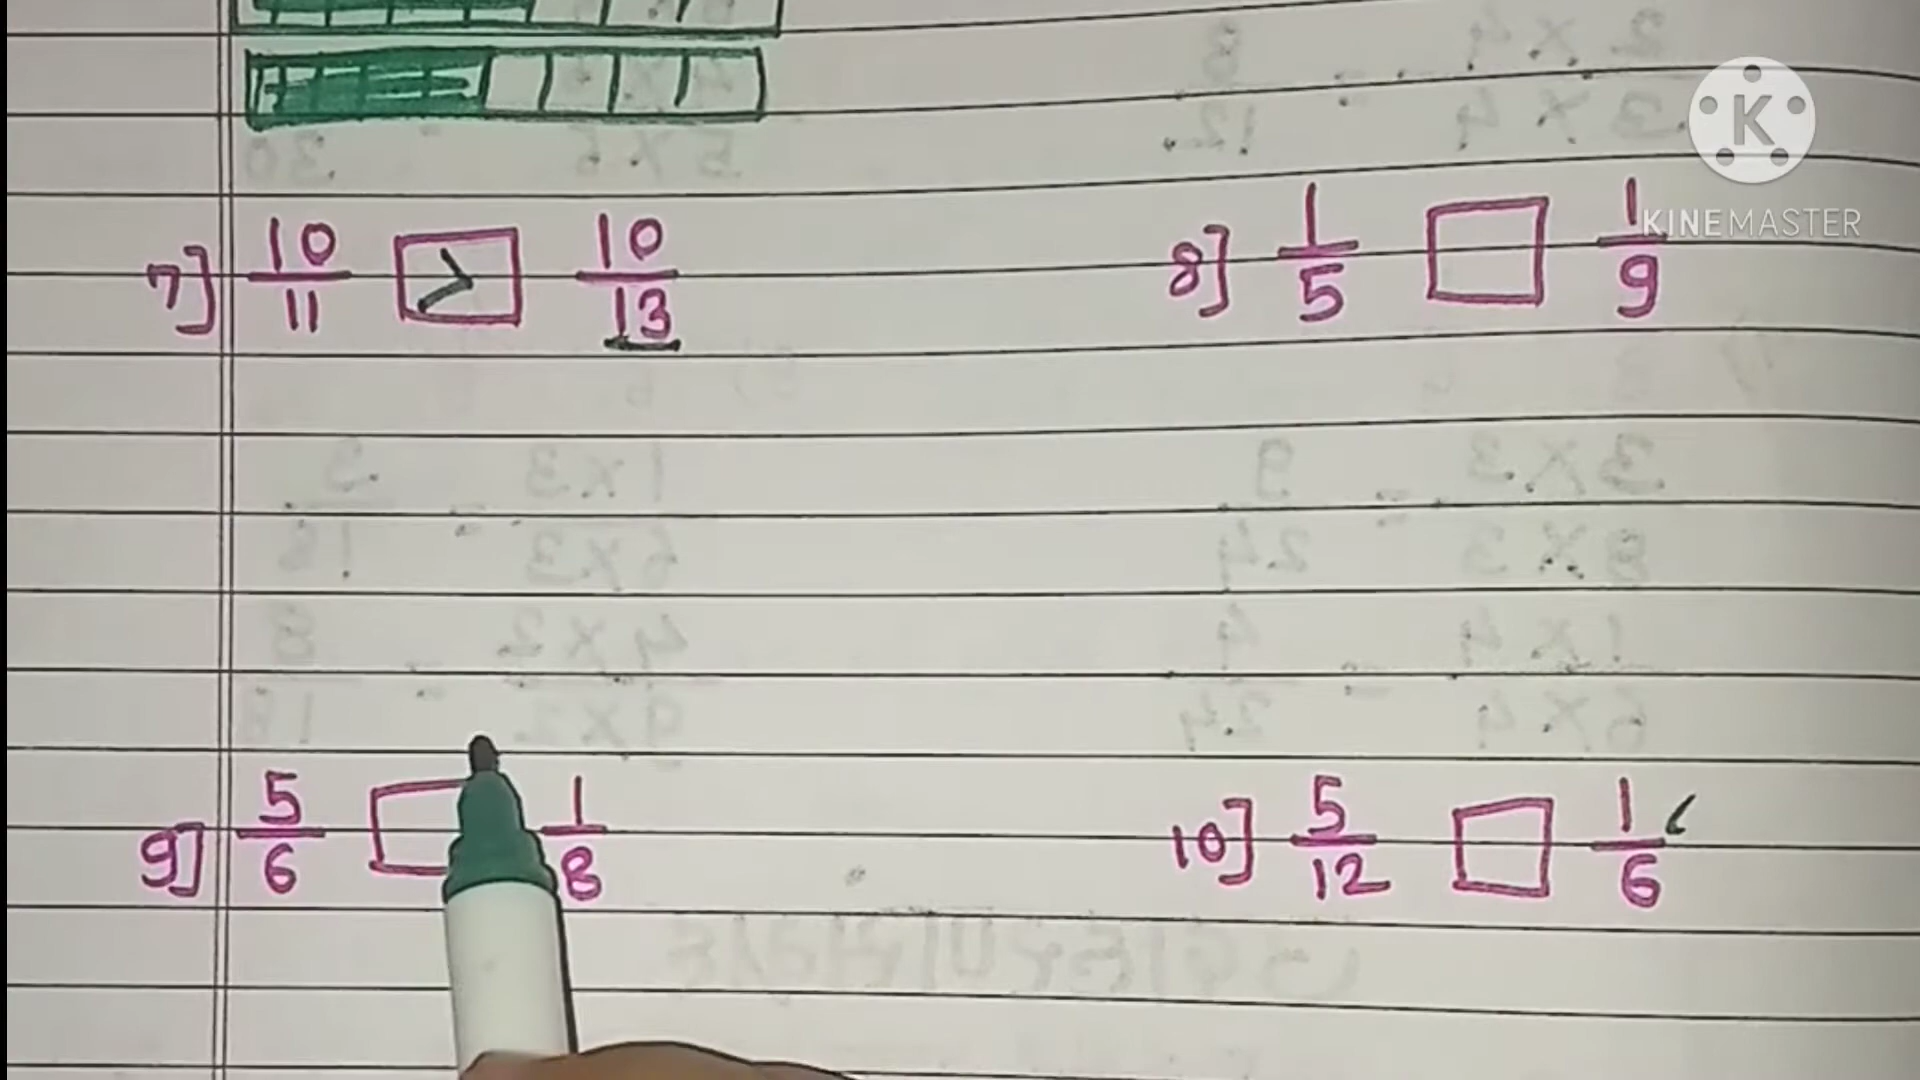 K
KINEMASTER
7] 10/11 > 10/13
8] 1/5 □ 1/9
9] 5/6 □ 1/8
10] 5/12 □ 1/6